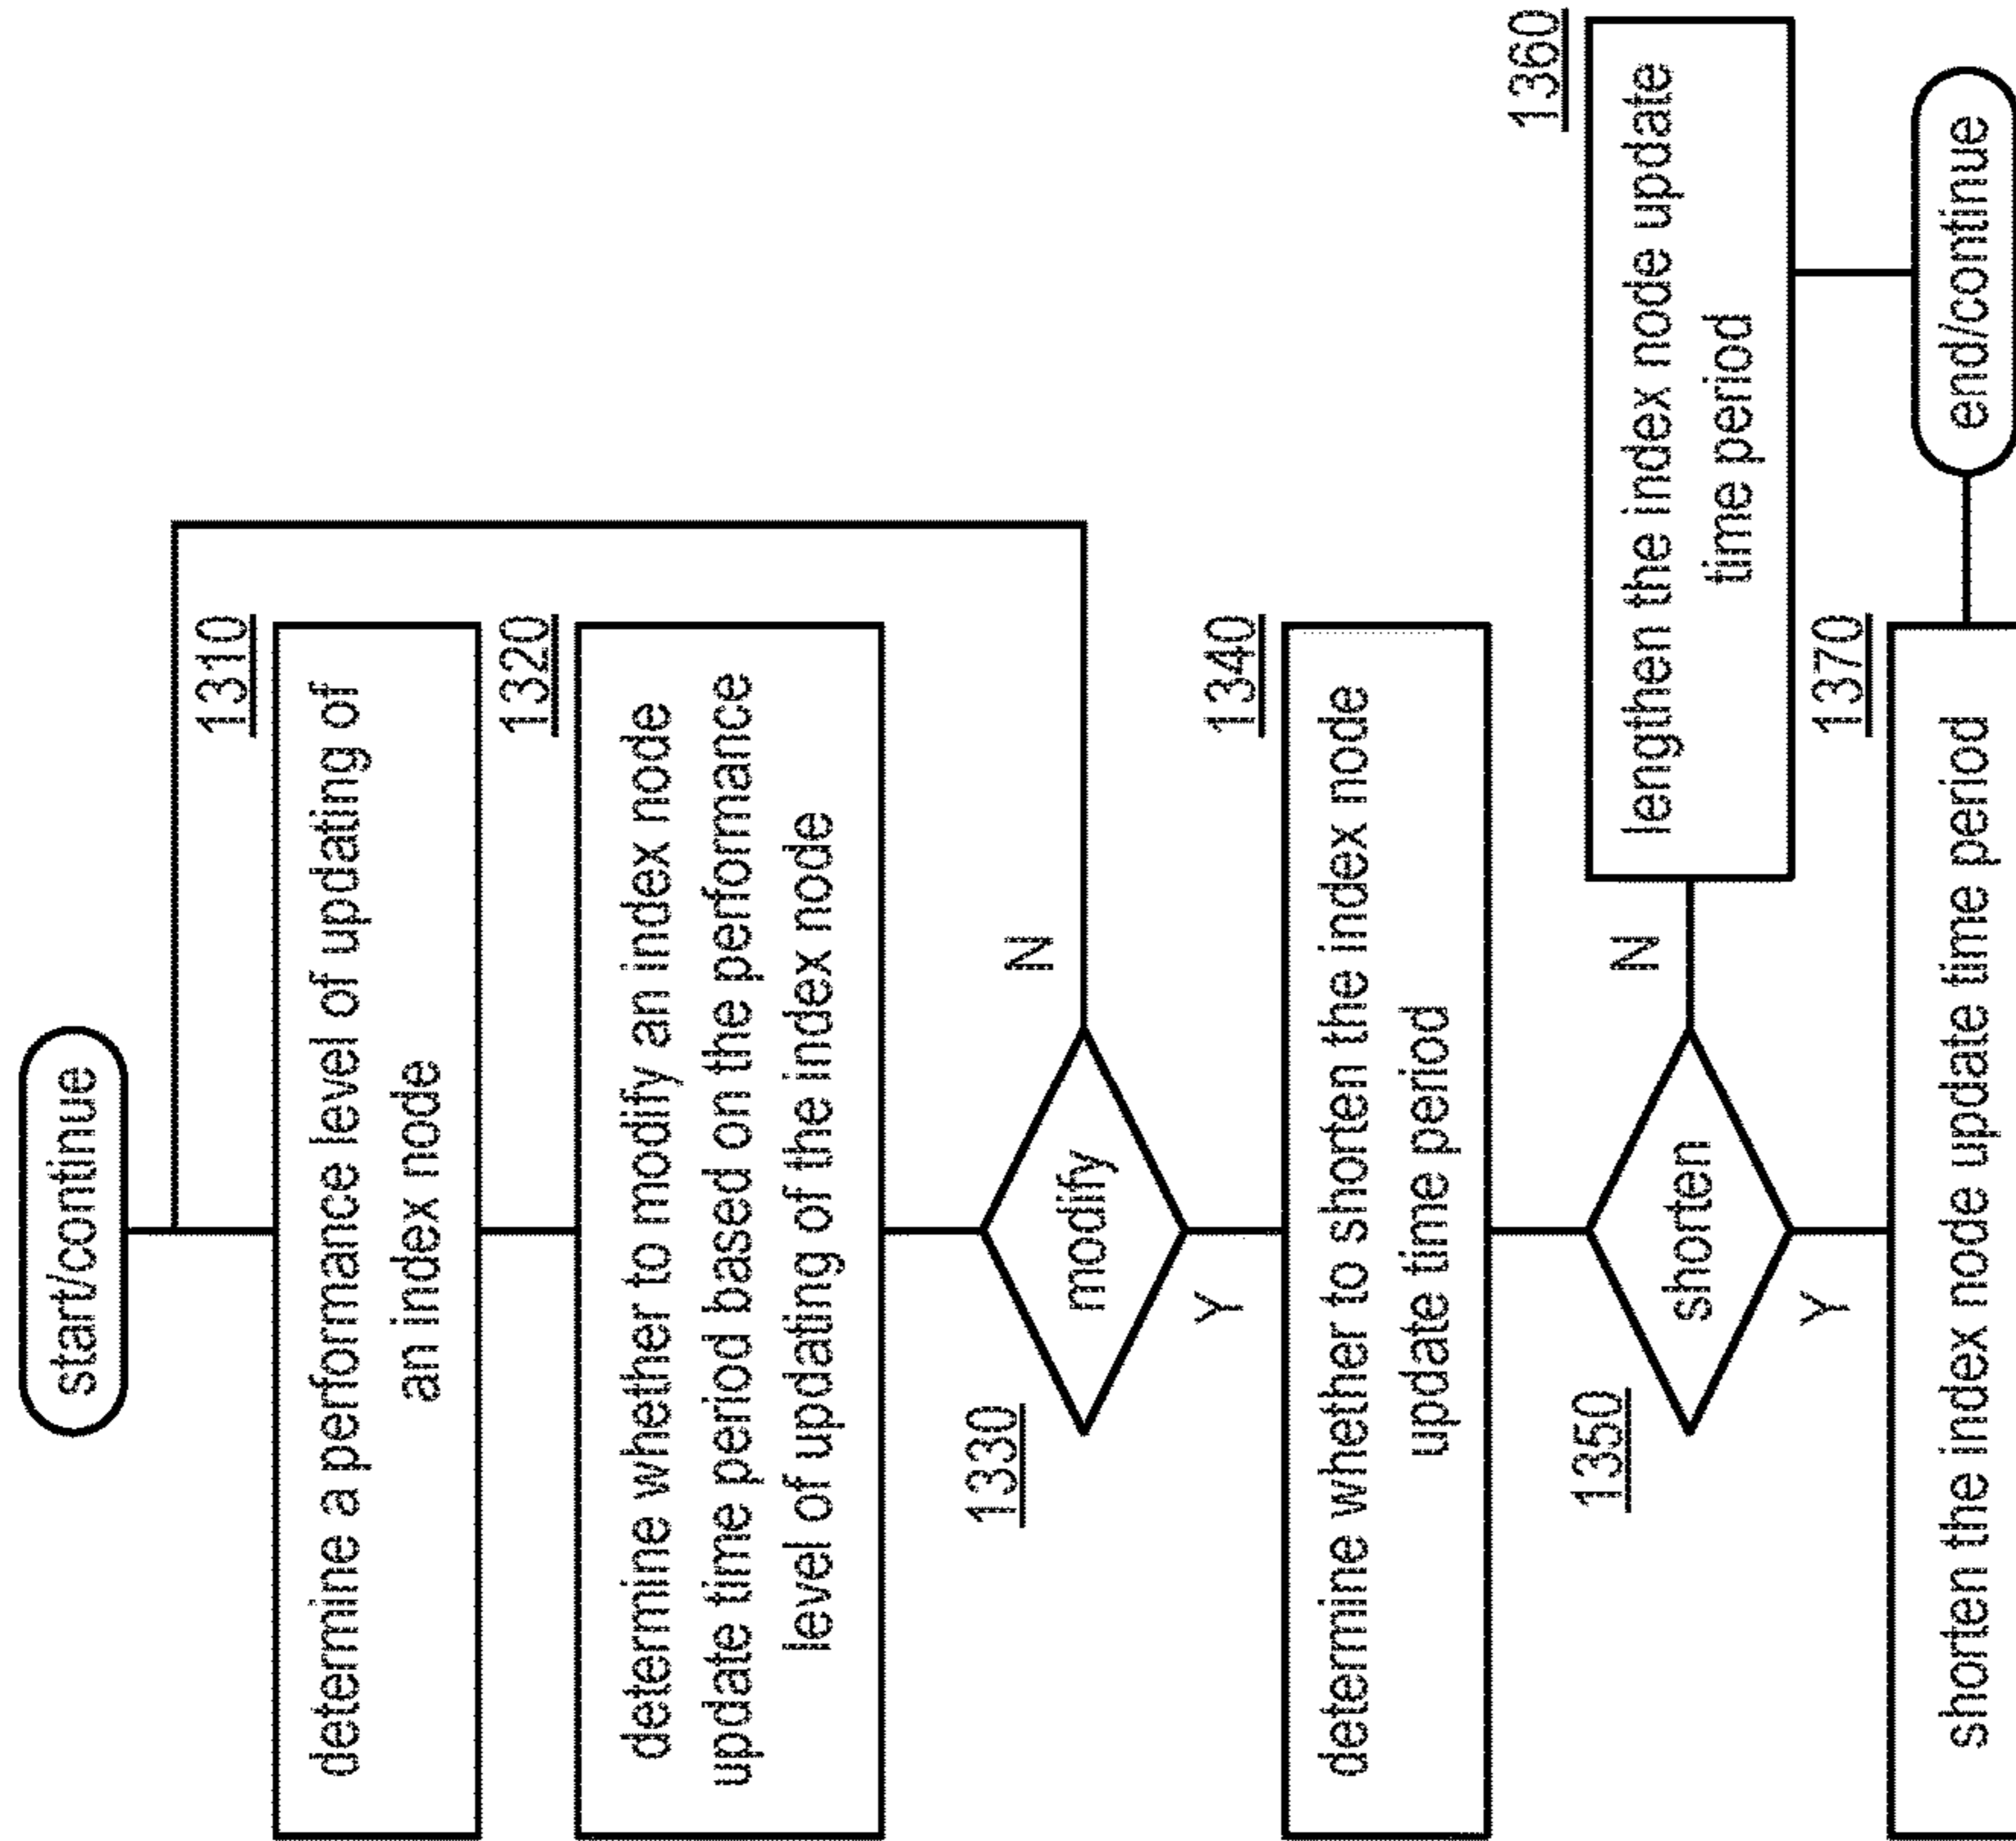 start/continue
1310
determine a performance level of updating of
an index node
1320
determine whether to modify an index node
update time period based on the performance
level of updating of the index node
1330
modify
N
Y
1340
determine whether to shorten the index node
update time period
1350
shorten
N
Y
1360
lengthen the index node update
time period
1370
shorten the index node update time period
end/continue